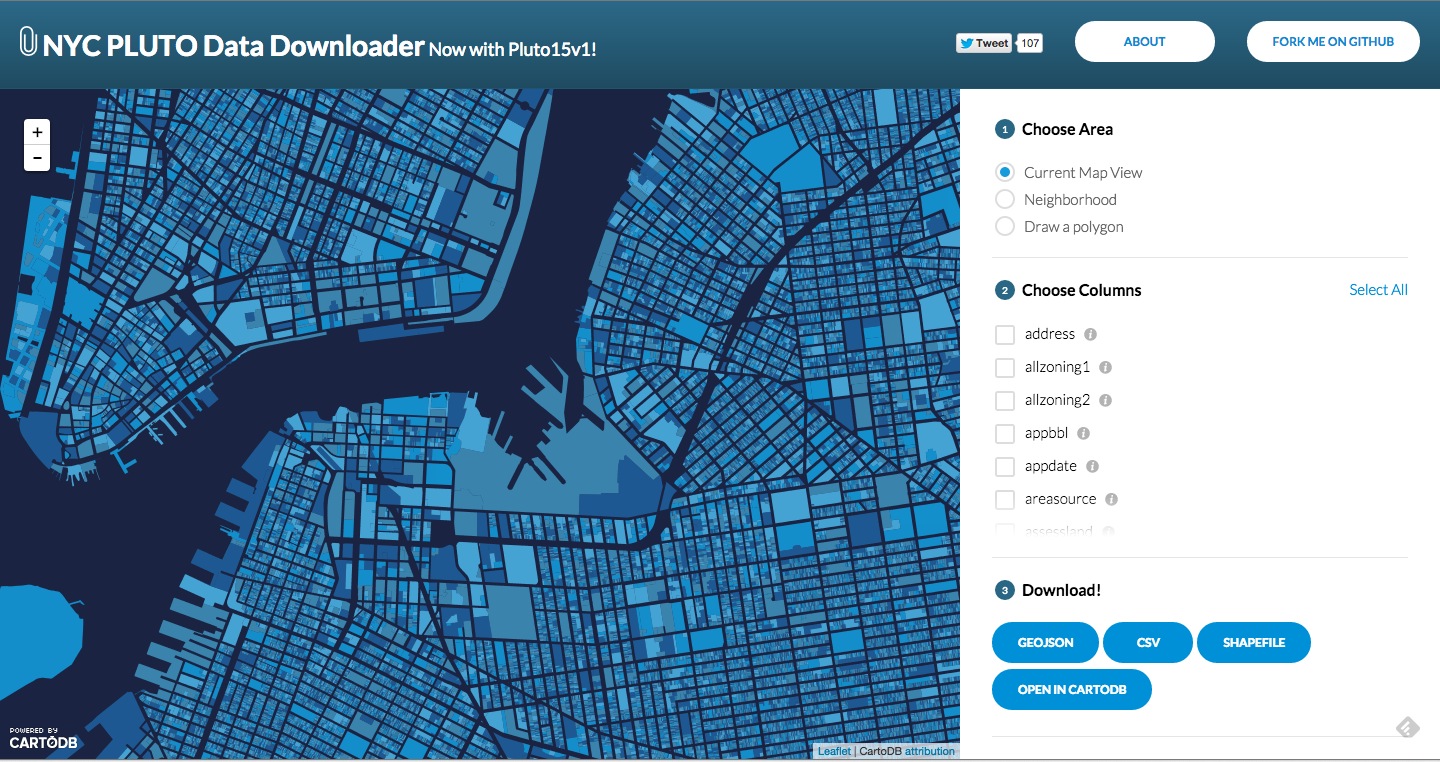 NYC PLUTO Data Downloader Now with Pluto15v1!
Tweet 107
ABOUT
FORK ME ON GITHUB
+
-
1 Choose Area
Current Map View
Neighborhood
Draw a polygon
2 Choose Columns
Select All
address
allzoning1
allzoning2
appbbl
appdate
areasource
assessland
3 Download!
GEOJSON
CSV
SHAPEFILE
OPEN IN CARTODB
POWERED BY
CARTODB
Leaflet | CartoDB attribution